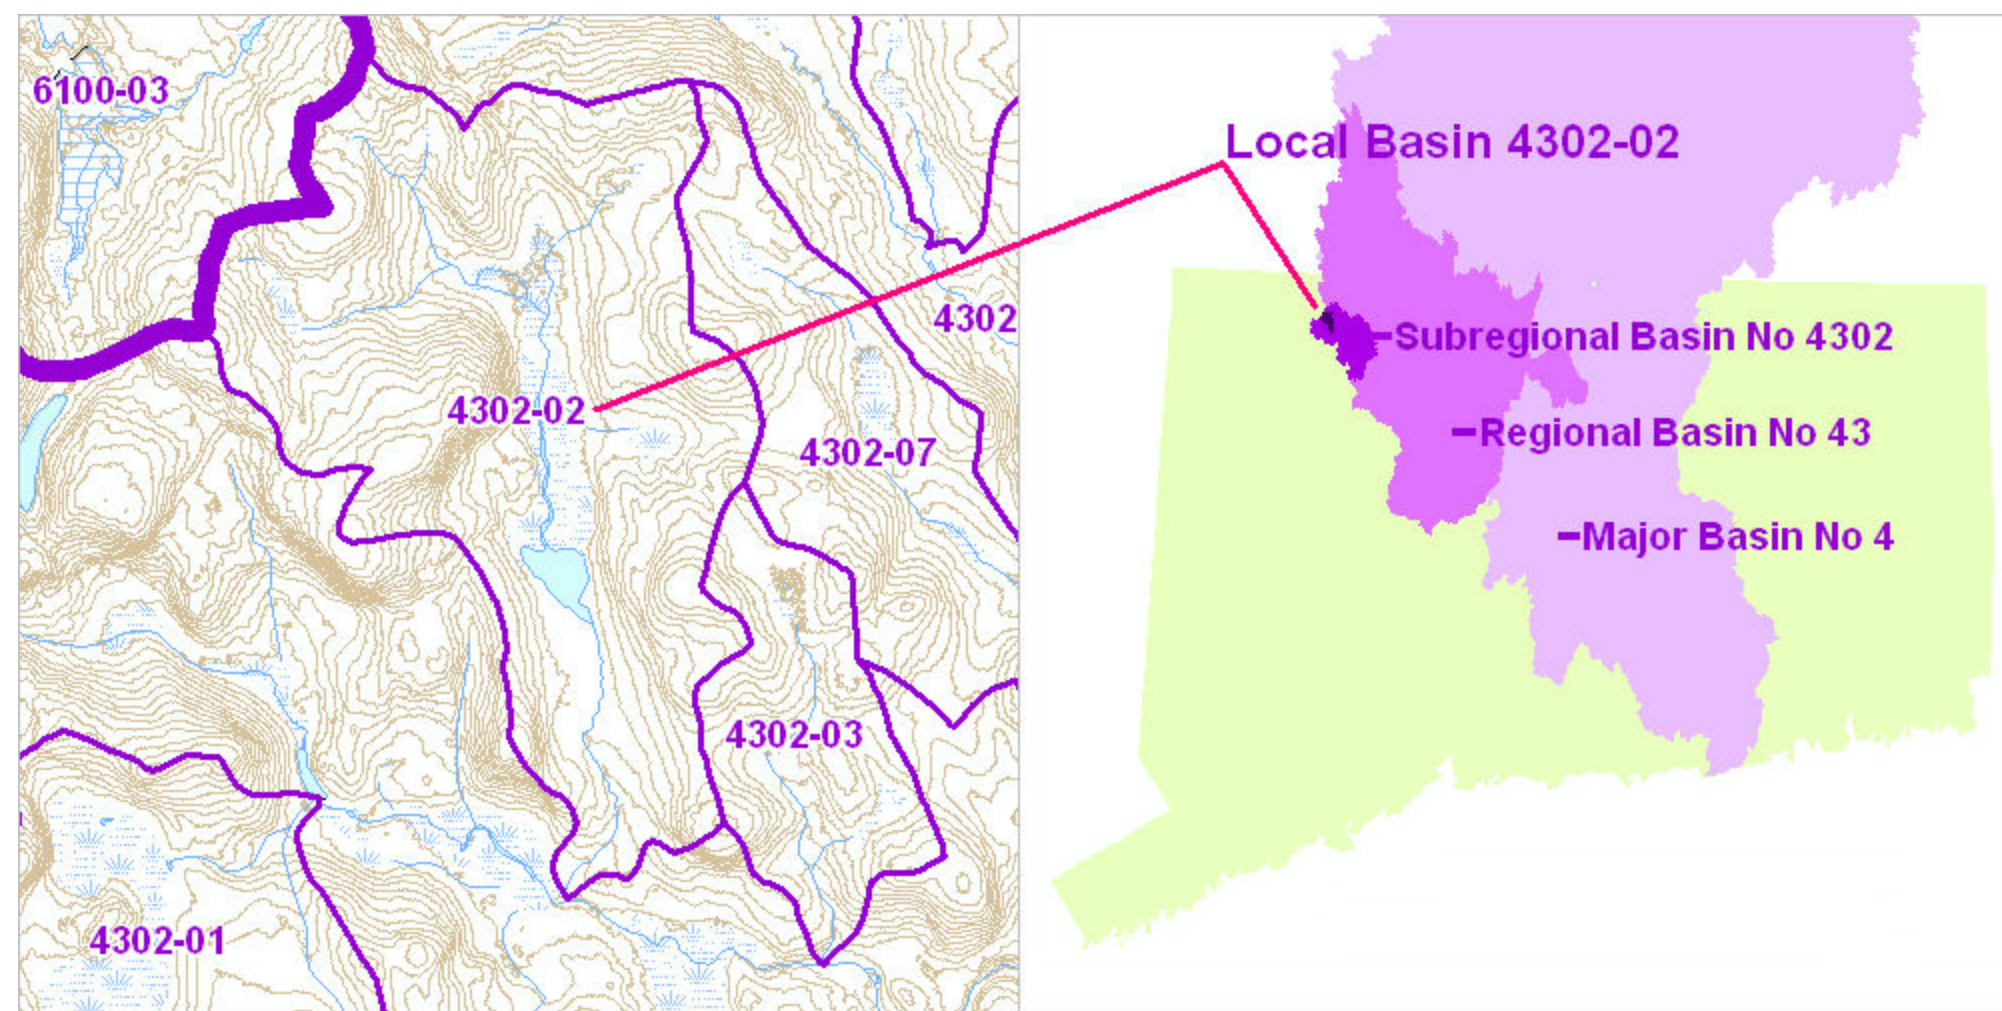 6100-03
4302
4302-02
4302-07
4302-03
4302-01
Local Basin 4302-02
Subregional Basin No 4302
Regional Basin No 43
Major Basin No 4